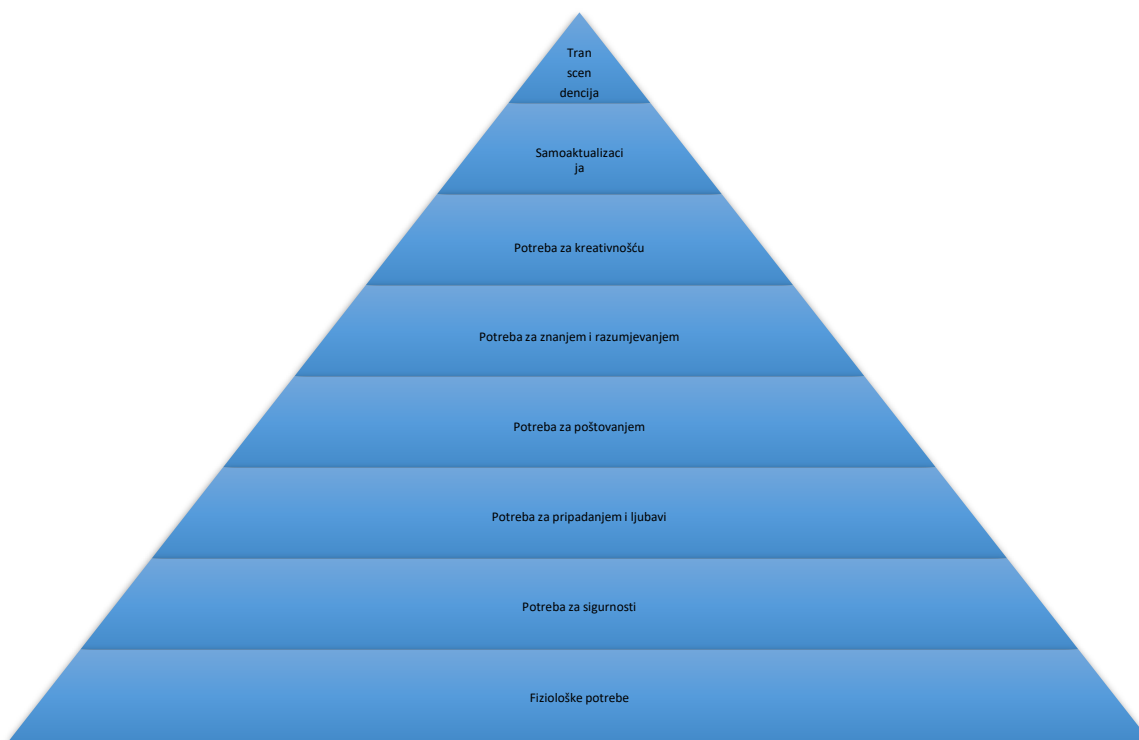 Tran
scen
dencija
Samoaktualizaci
ja
Potreba za kreativnošću
Potreba za znanjem i razumjevanjem
Potreba za poštovanjem
Potreba za pripadanjem i ljubavi
Potreba za sigurnosti
Fiziološke potrebe